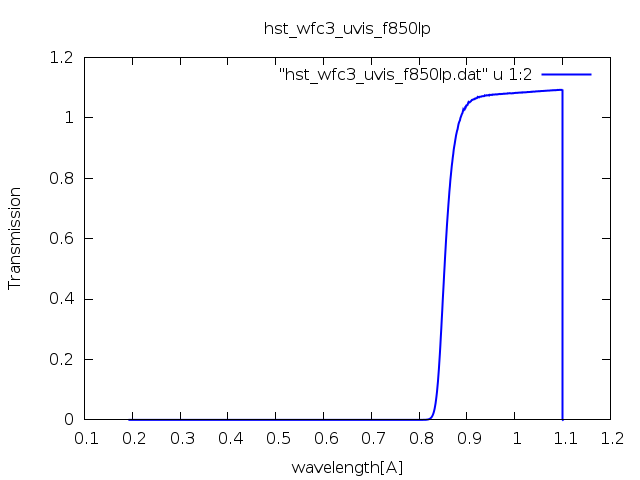 hst_wfc3_uvis_f850lp
"hst_wfc3_uvis_f850lp.dat" u 1:2
1.2
1
0.8
0.6
0.4
0.2
0
Transmission
0.1 0.2 0.3 0.4 0.5 0.6 0.7 0.8 0.9 1 1.1 1.2
wavelength[A]